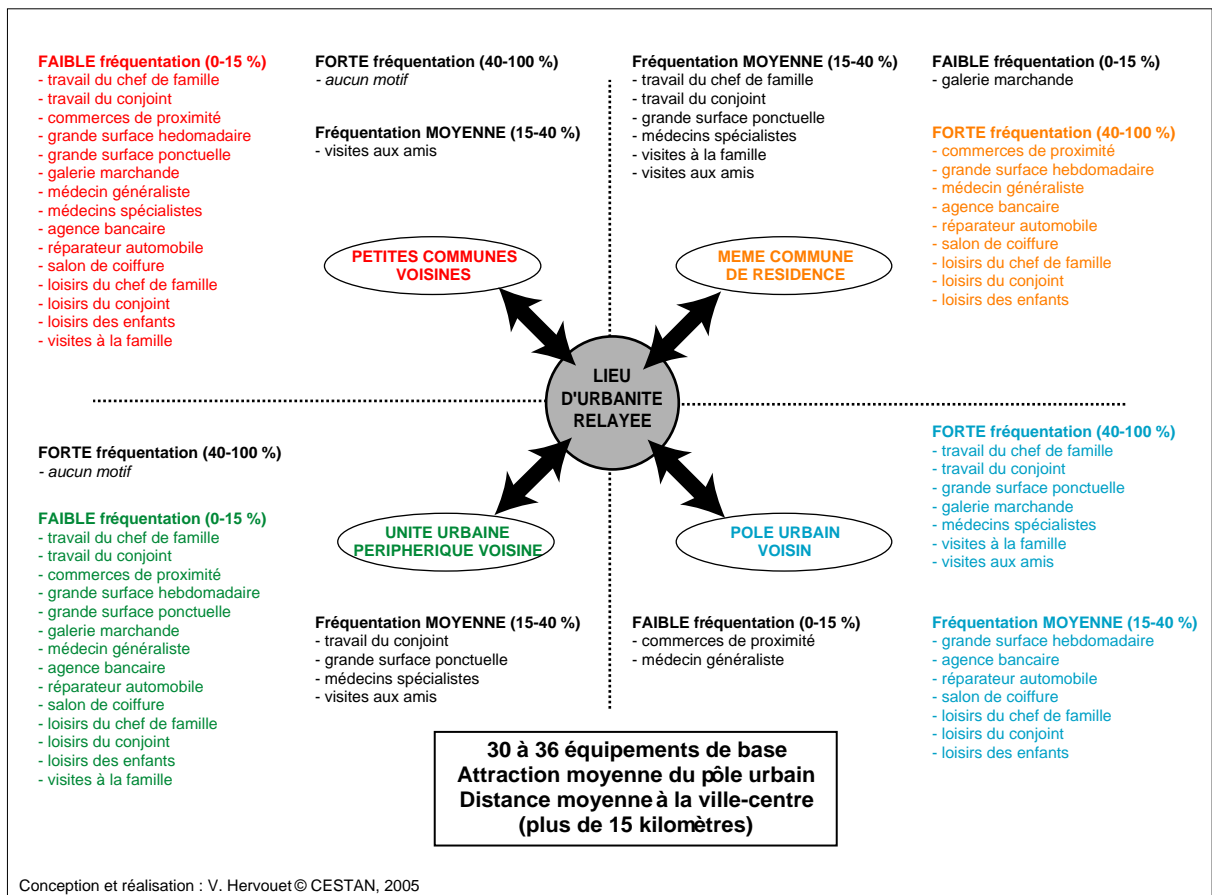 FAIBLE fréquentation (0-15 %)
- travail du chef de famille
- travail du conjoint
- commerces de proximité
- grande surface hedomadaire
- grande surface ponctuelle
- galerie marchande
- médecin généraliste
- médecins spécialistes
- agence bancaire
- réparateur automobile
- salon de coiffure
- loisirs du chef de famille
- loisirs du conjoint
- loisirs des enfants
- visites à la famille
FORTE fréquentation (40-100 %)
- aucun motif
Fréquentation MOYENNE (15-40 %)
- visites aux amis
PETITES COMMUNES
VOISINES
Fréquentation MOYENNE (15-40 %)
- travail du chef de famille
- travail du conjoint
- grande surface ponctuelle
- médecins spécialistes
- visites à la famille
- visites aux amis
MEME COMMUNE
DE RESIDENCE
FAIBLE fréquentation (0-15 %)
- galerie marchande
FORTE fréquentation (40-100 %)
- commerces de proximité
- grande surface hebdomadaire
- médecin généraliste
- agence bancaire
- réparateur automobile
- salon de coiffure
- loisirs du chef de famille
- loisirs du conjoint
- loisirs des enfants
LIEU
D'URBANITE
RELAYEE
FORTE fréquentation (40-100 %)
- aucun motif
FAIBLE fréquentation (0-15 %)
- travail du chef de famille
- travail du conjoint
- commerces de proximité
- grande surface hebdomadaire
- grande surface ponctuelle
- galerie marchande
- médecin généraliste
- agence bancaire
- réparateur automobile
- salon de coiffure
- loisirs du chef de famille
- loisirs du conjoint
- loisirs des enfants
- visites à la famille
UNITE URBAINE
PERIPHERIQUE VOISINE
Fréquentation MOYENNE (15-40 %)
- travail du conjoint
- grande surface ponctuelle
- médecins spécialistes
- visites aux amis
POLE URBAIN
VOISIN
FAIBLE fréquentation (0-15 %)
- commerces de proximité
- médecin généraliste
FORTE fréquentation (40-100 %)
- travail du chef de famille
- travail du conjoint
- grande surface ponctuelle
- galerie marchande
- médecins spécialistes
- visites à la famille
- visites aux amis
Fréquentation MOYENNE (15-40 %)
- grande surface hebdomadaire
- agence bancaire
- réparateur automobile
- salon de coiffure
- loisirs du chef de famille
- loisirs du conjoint
- loisirs des enfants
30 à 36 équipements de base
Attraction moyenne du pôle urbain
Distance moyenne à la ville-centre
(plus de 15 kilomètres)
Conception et réalisation : V. Hervouet © CESTAN, 2005